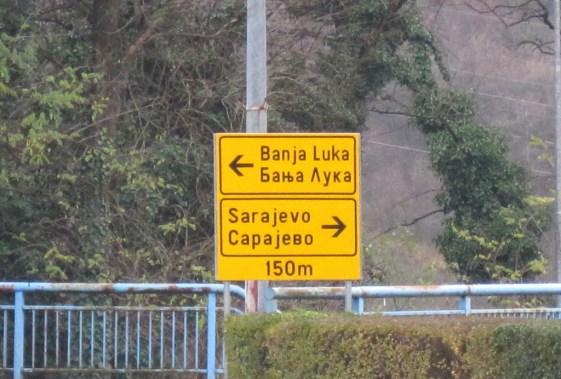 Banja Luka
Бања Лука
Sarajevo
Сарајево
150m